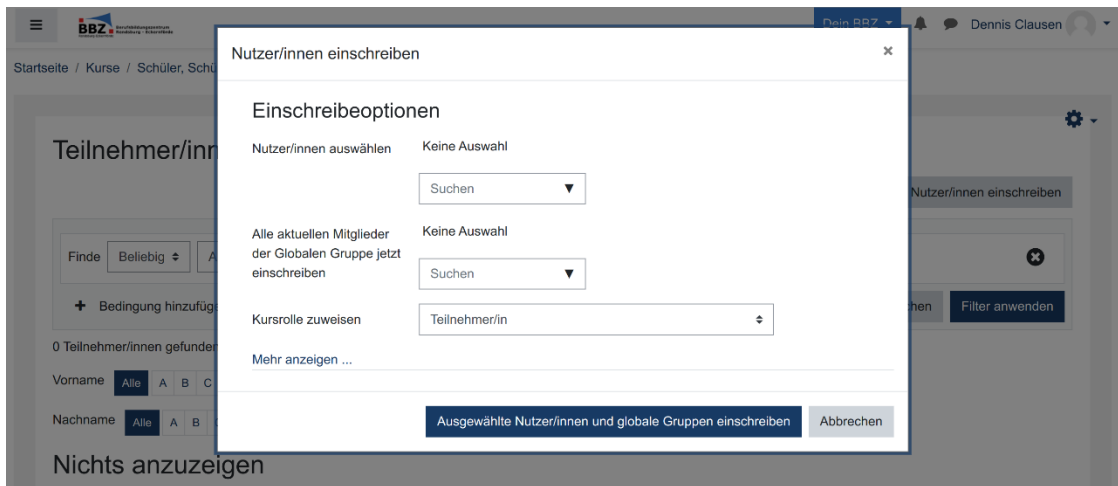 BBZ
Dein BBZ
Dennis Clausen
Startseite / Kurse / Schüler, Schü
Nutzer/innen einschreiben
×
Einschreibeoptionen
Teilnehmer/inn
Nutzer/innen auswählen
Keine Auswahl
Suchen
Nutzer/innen einschreiben
Alle aktuellen Mitglieder
der Globalen Gruppe jetzt
einschreiben
Keine Auswahl
Suchen
Finde
Beliebig
A
+ Bedingung hinzufüge
Kursrolle zuweisen
Teilnehmer/in
chen
Filter anwenden
0 Teilnehmer/innen gefunden
Mehr anzeigen ...
Vorname
Alle A B C
Nachname
Alle A B
Ausgewählte Nutzer/innen und globale Gruppen einschreiben
Abbrechen
Nichts anzuzeigen